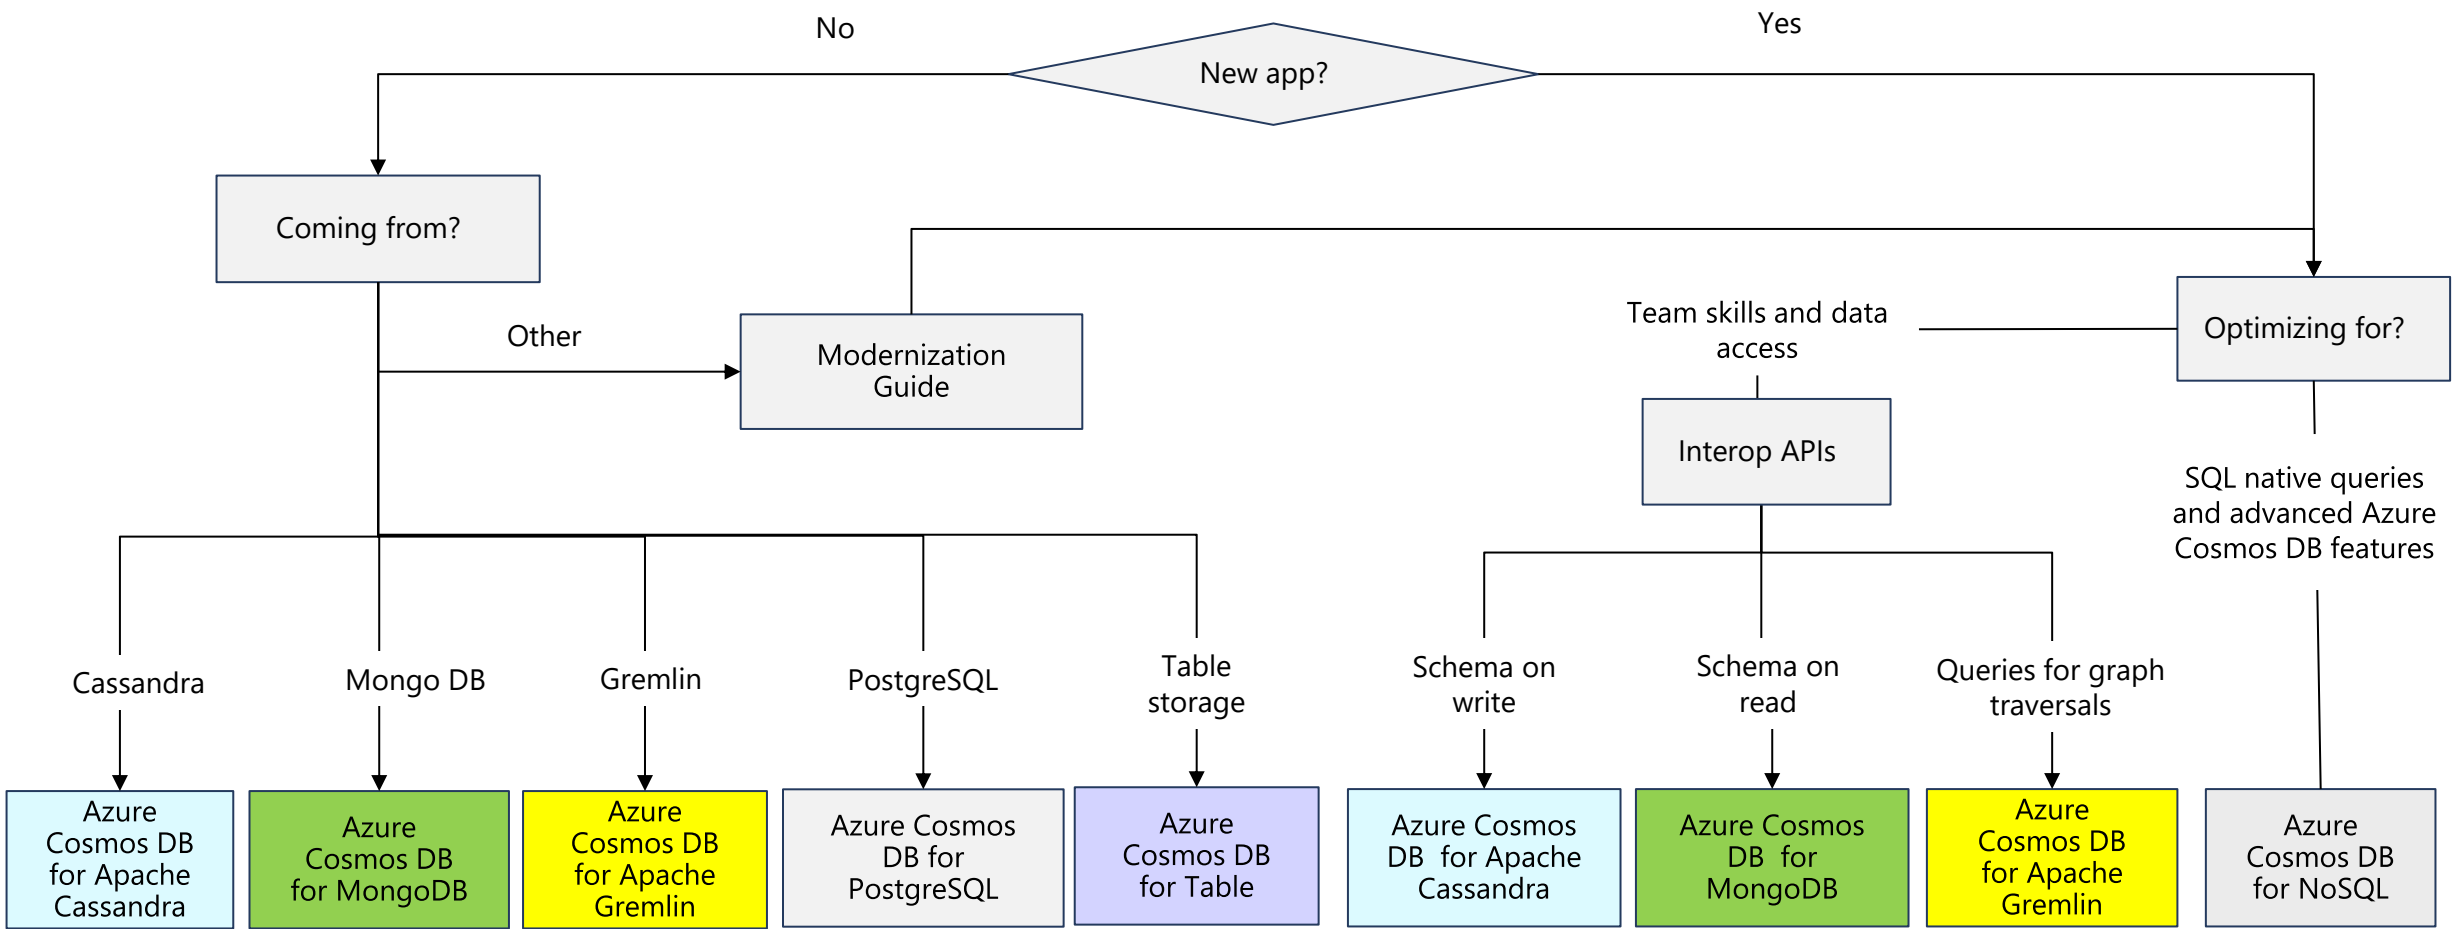 No
Yes
New app?
Coming from?
Other
Modernization
Guide
Team skills and data
access
Optimizing for?
Interop APIs
SQL native queries
and advanced Azure
Cosmos DB features
Cassandra
Mongo DB
Gremlin
PostgreSQL
Table
storage
Schema on
write
Schema on
read
Queries for graph
traversals
Azure
Cosmos DB
for Apache
Cassandra
Azure
Cosmos DB
for MongoDB
Azure
Cosmos DB
for Apache
Gremlin
Azure Cosmos
DB for
PostgreSQL
Azure
Cosmos DB
for Table
Azure Cosmos
DB for Apache
Cassandra
Azure Cosmos
DB for
MongoDB
Azure
Cosmos DB
for Apache
Gremlin
Azure
Cosmos DB
for NoSQL